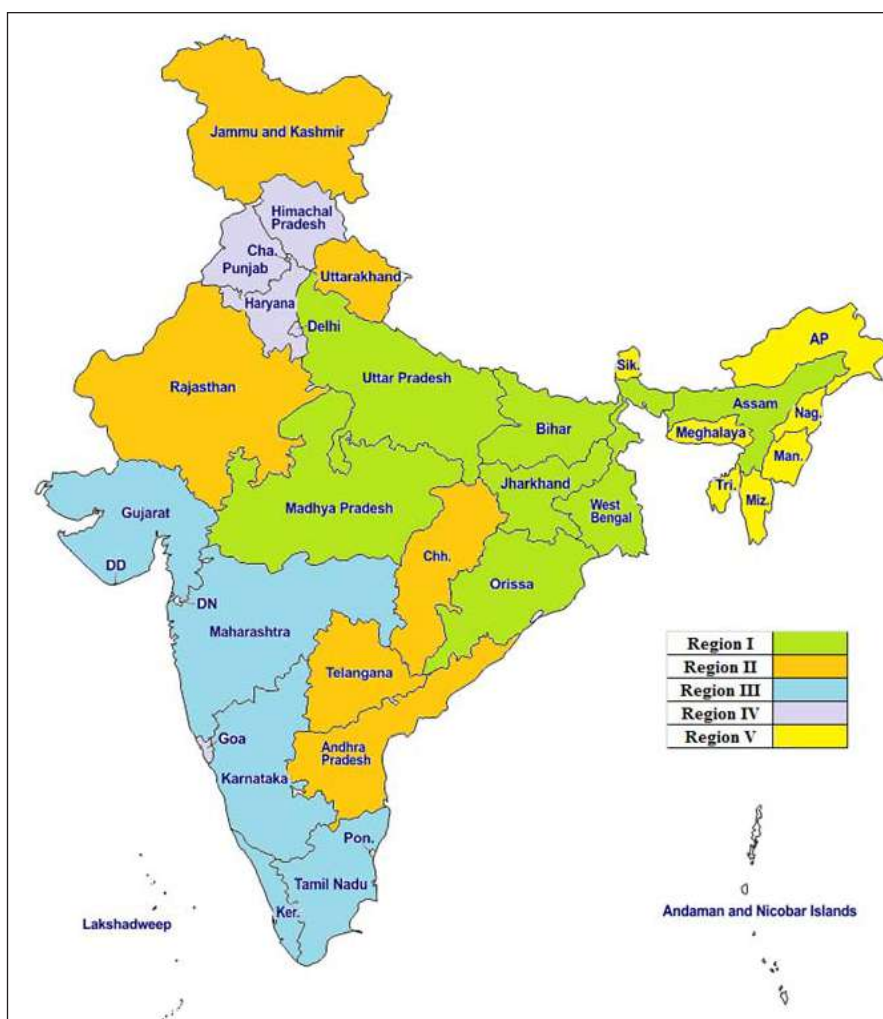 Jammu and Kashmir
Himachal
Pradesh
Cha.
Punjab
Uttarakhand
Haryana
Delhi
Rajasthan
Uttar Pradesh
Sik.
AP
Assam
Nag.
Bihar
Meghalaya
Man.
Jharkhand
Tri.
Miz.
Gujarat
Madhya Pradesh
West
Bengal
Chh.
DD
Orissa
DN
Maharashtra
Telangana
Region I
Region II
Region III
Region IV
Region V
Goa
Andhra
Pradesh
Karnataka
Pon.
Tamil Nadu
Ker.
Lakshadweep
Andaman and Nicobar Islands